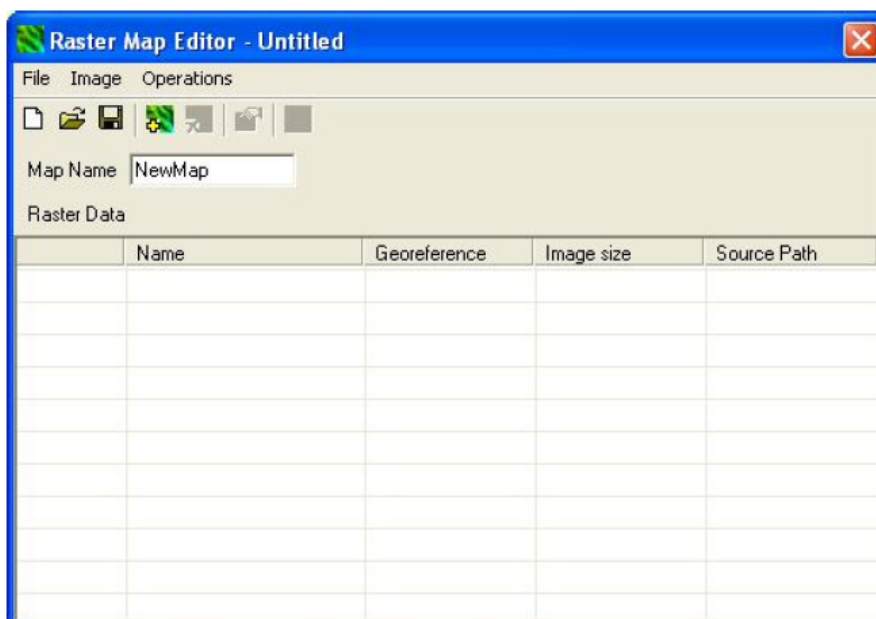 Raster Map Editor - Untitled
File Image Operations
Map Name NewMap
Raster Data
Name Georeference Image size Source Path